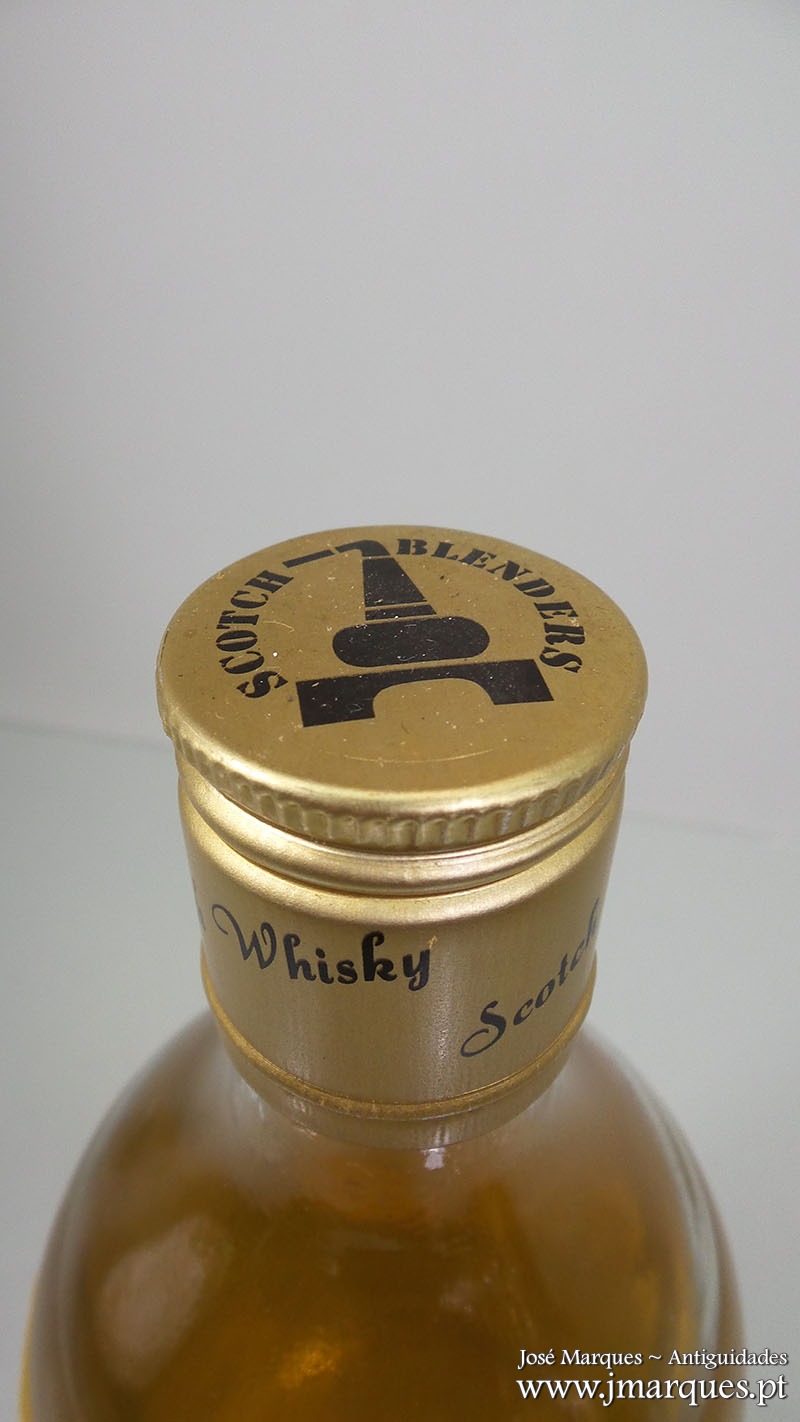 SCOTCH BLENDERS
Whisky Scotch
José Marques ~ Antiguidades
www.jmarques.pt